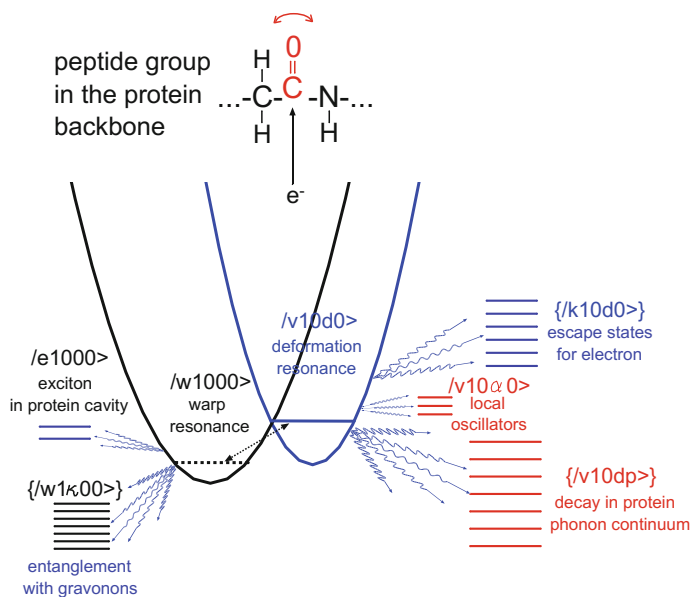 peptide group
in the protein
backbone
O
H
...-C-C-N-...
H H
e-
/v10d0>
deformation
resonance
{/k10d0>}
escape states
for electron
/e1000>
exciton
in protein cavity
/w1000>
warp
resonance
/v10α0>
local
oscillators
{/w1κ00>}
entanglement
with gravonons
{/v10dp>}
decay in protein
phonon continuum